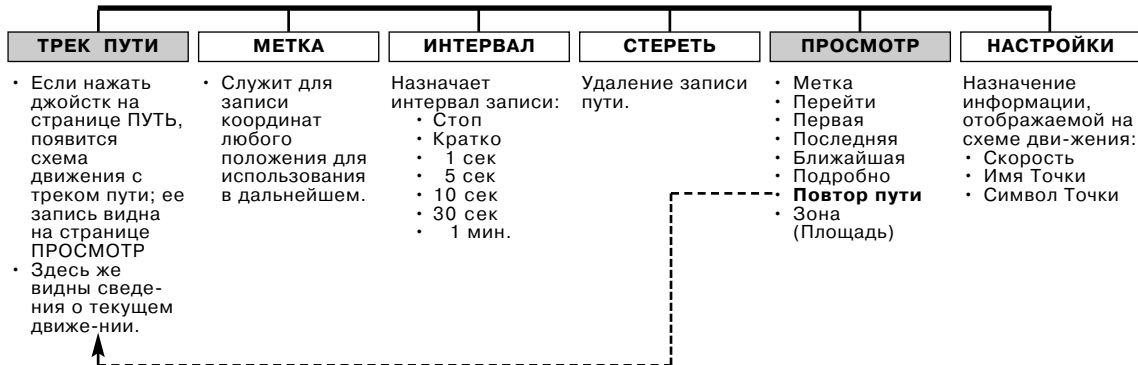 ТРЕК ПУТИ
• Если нажать
джойстк на
странице ПУТЬ,
появится
схема
движения с
треком пути; ее
запись видна
на странице
ПРОСМОТР
• Здесь же
видны сведе-
ния о текущем
движе-нии.
МЕТКА
• Служит для
записи
координат
любого
положения для
использования
в дальнейшем.
ИНТЕРВАЛ
Назначает
интервал записи:
• Стоп
• Кратко
• 1 сек
• 5 сек
• 10 сек
• 30 сек
• 1 мин.
СТЕРЕТЬ
Удаление записи
пути.
ПРОСМОТР
• Метка
• Перейти
• Первая
• Последняя
• Ближайшая
• Подробно
• Повтор пути
• Зона
(Площадь)
НАСТРОЙКИ
Назначение
информации,
отображаемой на
схеме дви-жения:
• Скорость
• Имя Точки
• Символ Точки